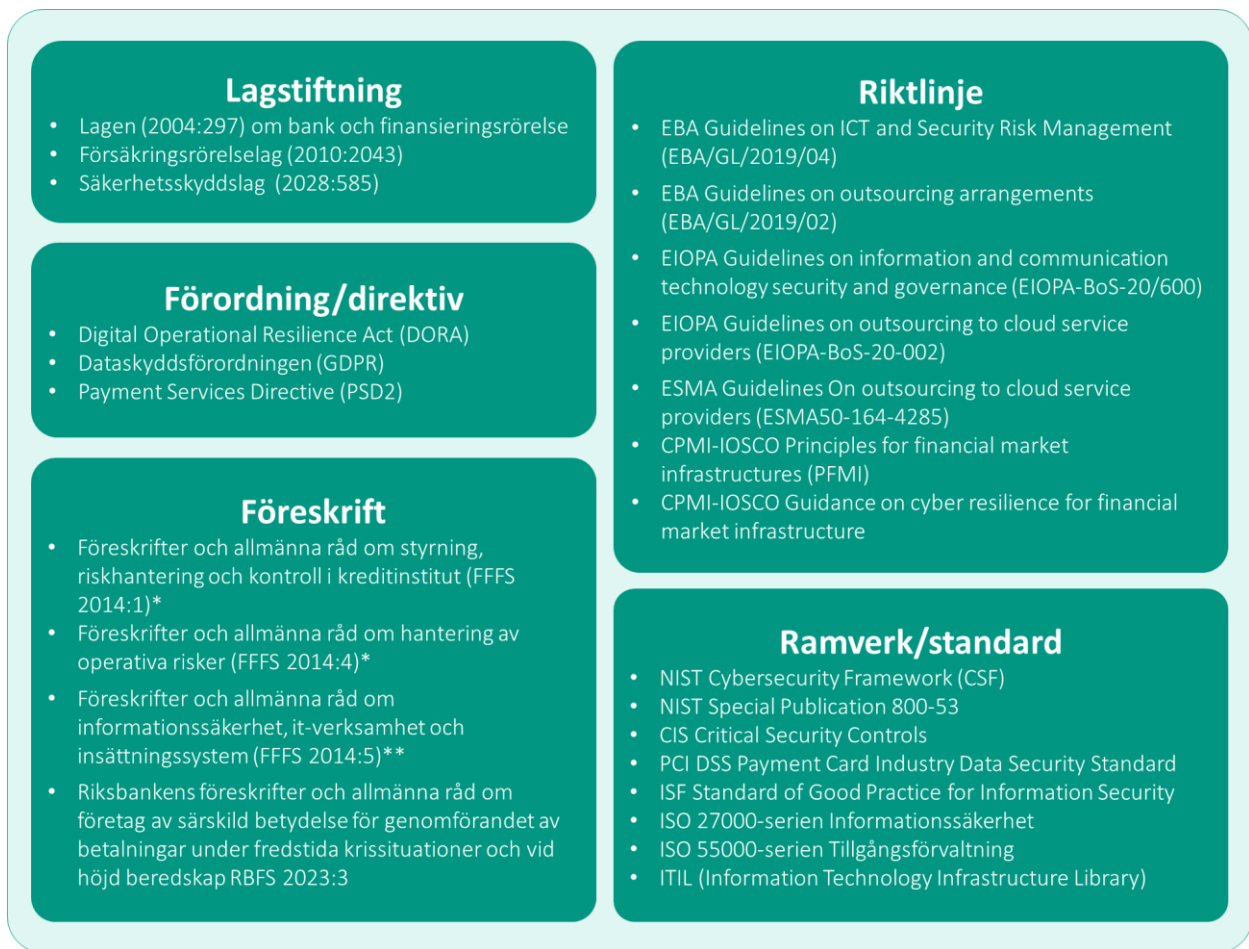 Lagstiftning
• Lagen (2004:297) om bank och finansieringsrörelse
• Försäkringsrörelselag (2010:2043)
• Säkerhetsskyddslag (2028:585)
Förordning/direktiv
• Digital Operational Resilience Act (DORA)
• Dataskyddsförordningen (GDPR)
• Payment Services Directive (PSD2)
Föreskrift
• Föreskrifter och allmänna råd om styrning,
riskhantering och kontroll i kreditinstitut (FFFS
2014:1)*
• Föreskrifter och allmänna råd om hantering av
operativa risker (FFFS 2014:4)*
• Föreskrifter och allmänna råd om
informationssäkerhet, it-verksamhet och
insättningssystem (FFFS 2014:5)**
• Riksbankens föreskrifter och allmänna råd om
företag av särskild betydelse för genomförandet av
betalningar under fredstida krissituationer och vid
höjd beredskap RBFS 2023:3
Riktlinje
• EBA Guidelines on ICT and Security Risk Management
(EBA/GL/2019/04)
• EBA Guidelines on outsourcing arrangements
(EBA/GL/2019/02)
• EIOPA Guidelines on information and communication
technology security and governance (EIOPA-BoS-20/600)
• EIOPA Guidelines on outsourcing to cloud service
providers (EIOPA-BoS-20-002)
• ESMA Guidelines On outsourcing to cloud service
providers (ESMA50-164-4285)
• CPMI-IOSCO Principles for financial market
infrastructures (PFMI)
• CPMI-IOSCO Guidance on cyber resilience for financial
market infrastructure
Ramverk/standard
• NIST Cybersecurity Framework (CSF)
• NIST Special Publication 800-53
• CIS Critical Security Controls
• PCI DSS Payment Card Industry Data Security Standard
• ISF Standard of Good Practice for Information Security
• ISO 27000-serien Informationssäkerhet
• ISO 55000-serien Tillgångsförvaltning
• ITIL (Information Technology Infrastructure Library)